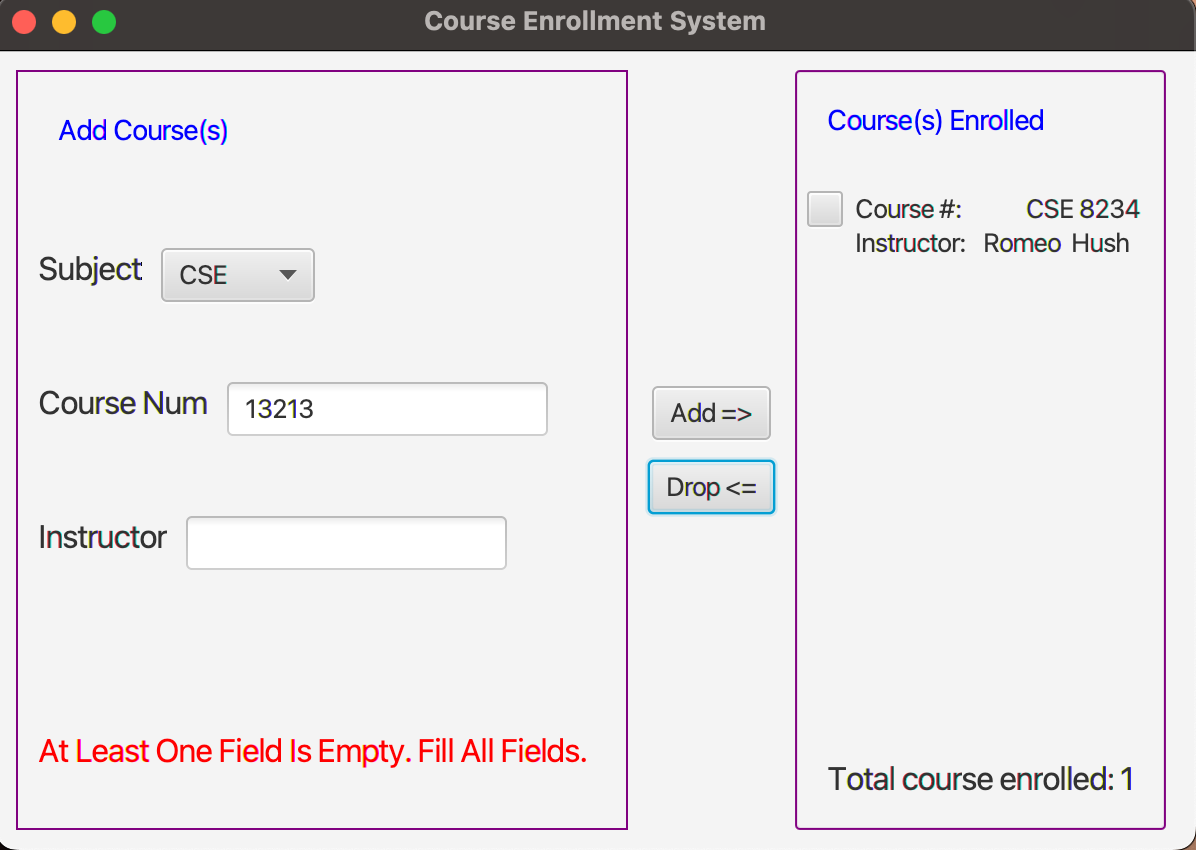 Course Enrollment System
Add Course(s)
Subject CSE
Course Num 13213
Instructor
At Least One Field Is Empty. Fill All Fields.
Add =>
Drop <=
Course(s) Enrolled
Course #: CSE 8234
Instructor: Romeo Hush
Total course enrolled: 1